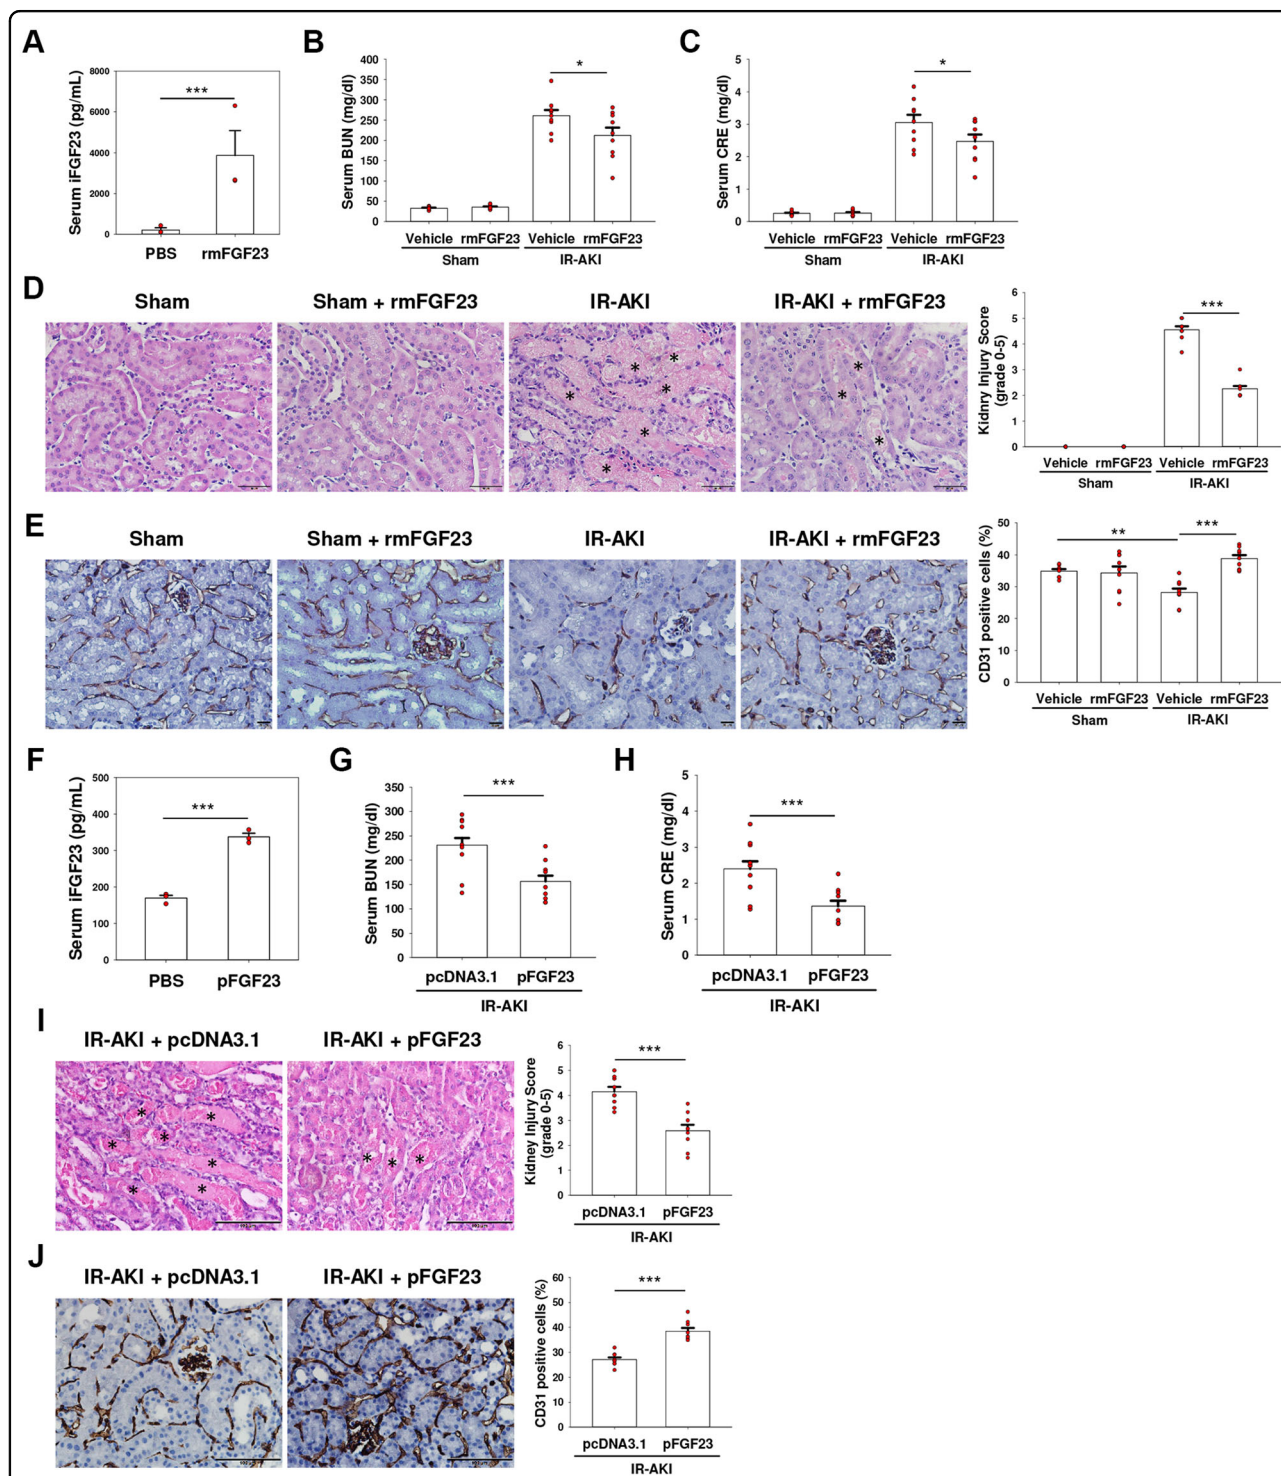 A
Serum iFGF23 (pg/mL)
8000
6000
4000
2000
0
***
PBS
rmFGF23
B
Serum BUN (mg/dl)
400
350
300
250
200
150
100
50
0
*
Vehicle rmFGF23 Vehicle rmFGF23
Sham IR-AKI
C
Serum CRE (mg/dl)
5
4
3
2
1
0
*
Vehicle rmFGF23 Vehicle rmFGF23
Sham IR-AKI
D
Sham
Sham + rmFGF23
IR-AKI
IR-AKI + rmFGF23
* * * * * * *
* * *
Kidnry Injury Score
(grade 0-5)
6
5
4
3
2
1
0
***
Vehicle rmFGF23 Vehicle rmFGF23
Sham IR-AKI
E
Sham
Sham + rmFGF23
IR-AKI
IR-AKI + rmFGF23
CD31 positive cells (%)
50
40
30
20
10
0
** ***
Vehicle rmFGF23 Vehicle rmFGF23
Sham IR-AKI
F
Serum iFGF23 (pg/mL)
500
400
300
200
100
0
***
PBS
pFGF23
G
Serum BUN (mg/dl)
350
300
250
200
150
100
50
0
***
pcDNA3.1 pFGF23
IR-AKI
H
Serum CRE (mg/dl)
5
4
3
2
1
0
***
pcDNA3.1 pFGF23
IR-AKI
I
IR-AKI + pcDNA3.1
IR-AKI + pFGF23
* * * * * * *
* * *
Kidney Injury Score
(grade 0-5)
6
5
4
3
2
1
0
***
pcDNA3.1 pFGF23
IR-AKI
J
IR-AKI + pcDNA3.1
IR-AKI + pFGF23
CD31 positive cells (%)
60
50
40
30
20
10
0
***
pcDNA3.1 pFGF23
IR-AKI